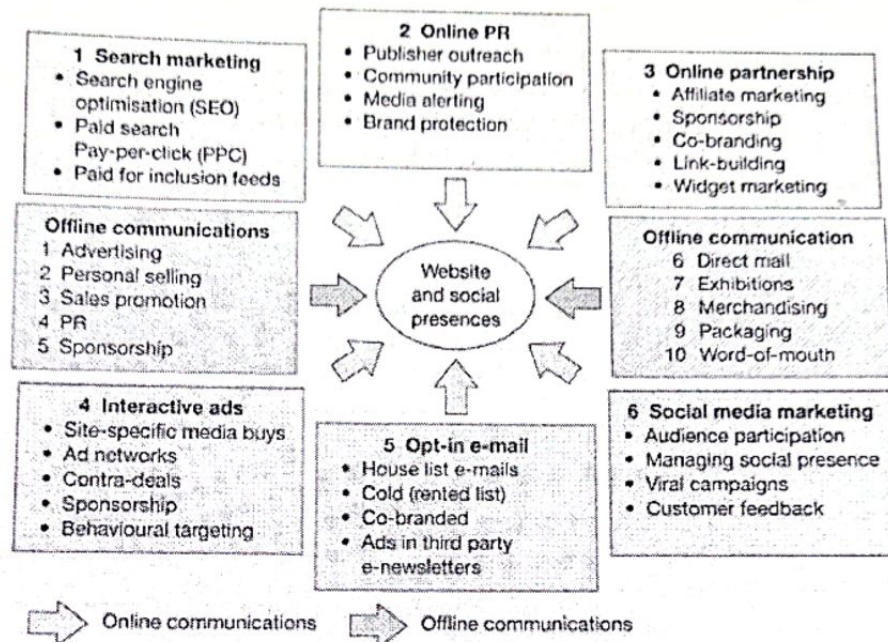 1 Search marketing
• Search engine
optimisation (SEO)
• Paid search
Pay-per-click (PPC)
• Paid for inclusion feeds
2 Online PR
• Publisher outreach
• Community participation
• Media alerting
• Brand protection
3 Online partnership
• Affiliate marketing
• Sponsorship
• Co-branding
• Link-building
• Widget marketing
Offline communications
1 Advertising
2 Personal selling
3 Sales promotion
4 PR
5 Sponsorship
Website
and social
presences
Offline communication
6 Direct mail
7 Exhibitions
8 Merchandising
9 Packaging
10 Word-of-mouth
4 Interactive ads
• Site-specific media buys
• Ad networks
• Contra-deals
• Sponsorship
• Behavioural targeting
5 Opt-in e-mail
• House list e-mails
• Cold (rented list)
• Co-branded
• Ads in third party
e-newsletters
6 Social media marketing
• Audience participation
• Managing social presence
• Viral campaigns
• Customer feedback
Online communications
Offline communications